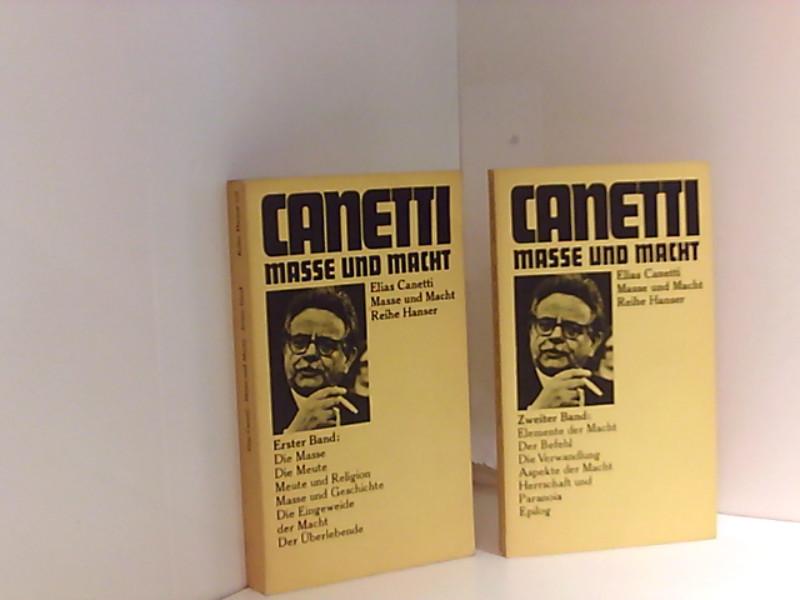 CANETTI
MASSE UND MACHT
Elias Canetti
Masse und Macht
Reihe Hanser
Erster Band:
Die Masse
Die Meute
Meute und Religion
Masse und Geschichte
Die Eingeweide
der Macht
Der Überlebende
CANETTI
MASSE UND MACHT
Elias Canetti
Masse und Macht
Reihe Hanser
Zweiter Band:
Elemente der Macht
Der Befehl
Die Verwandlung
Aspekte der Macht
Herrschaft und
Paranoia
Epilog